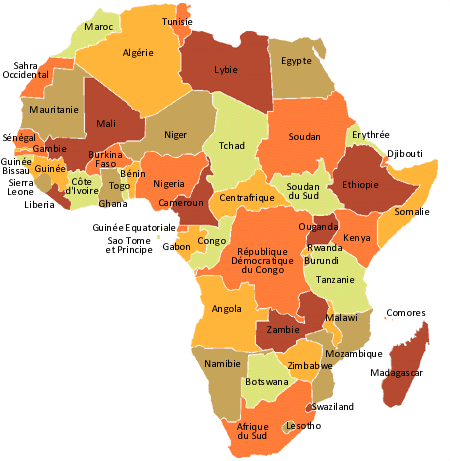 Tunisie
Maroc
Algérie
Lybie
Egypte
Sahra
Occidental
Mauritanie
Mali
Niger
Tchad
Soudan
Erythrée
Sénégal
Gambie
Burkina
Faso
Djibouti
Guinée
Bissau
Guinée
Bénin
Sierra
Leone
Côte
d'Ivoire
Togo
Nigeria
Ethiopie
Liberia
Ghana
Cameroun
Centrafrique
Soudan
du Sud
Somalie
Guinée Equatoriale
Sao Tome
et Principe
Gabon
Congo
République
Démocratique
du Congo
Ouganda
Kenya
Rwanda
Burundi
Tanzanie
Angola
Zambie
Malawi
Comores
Mozambique
Namibie
Zimbabwe
Botswana
Madagascar
Swaziland
Afrique
du Sud
Lesotho